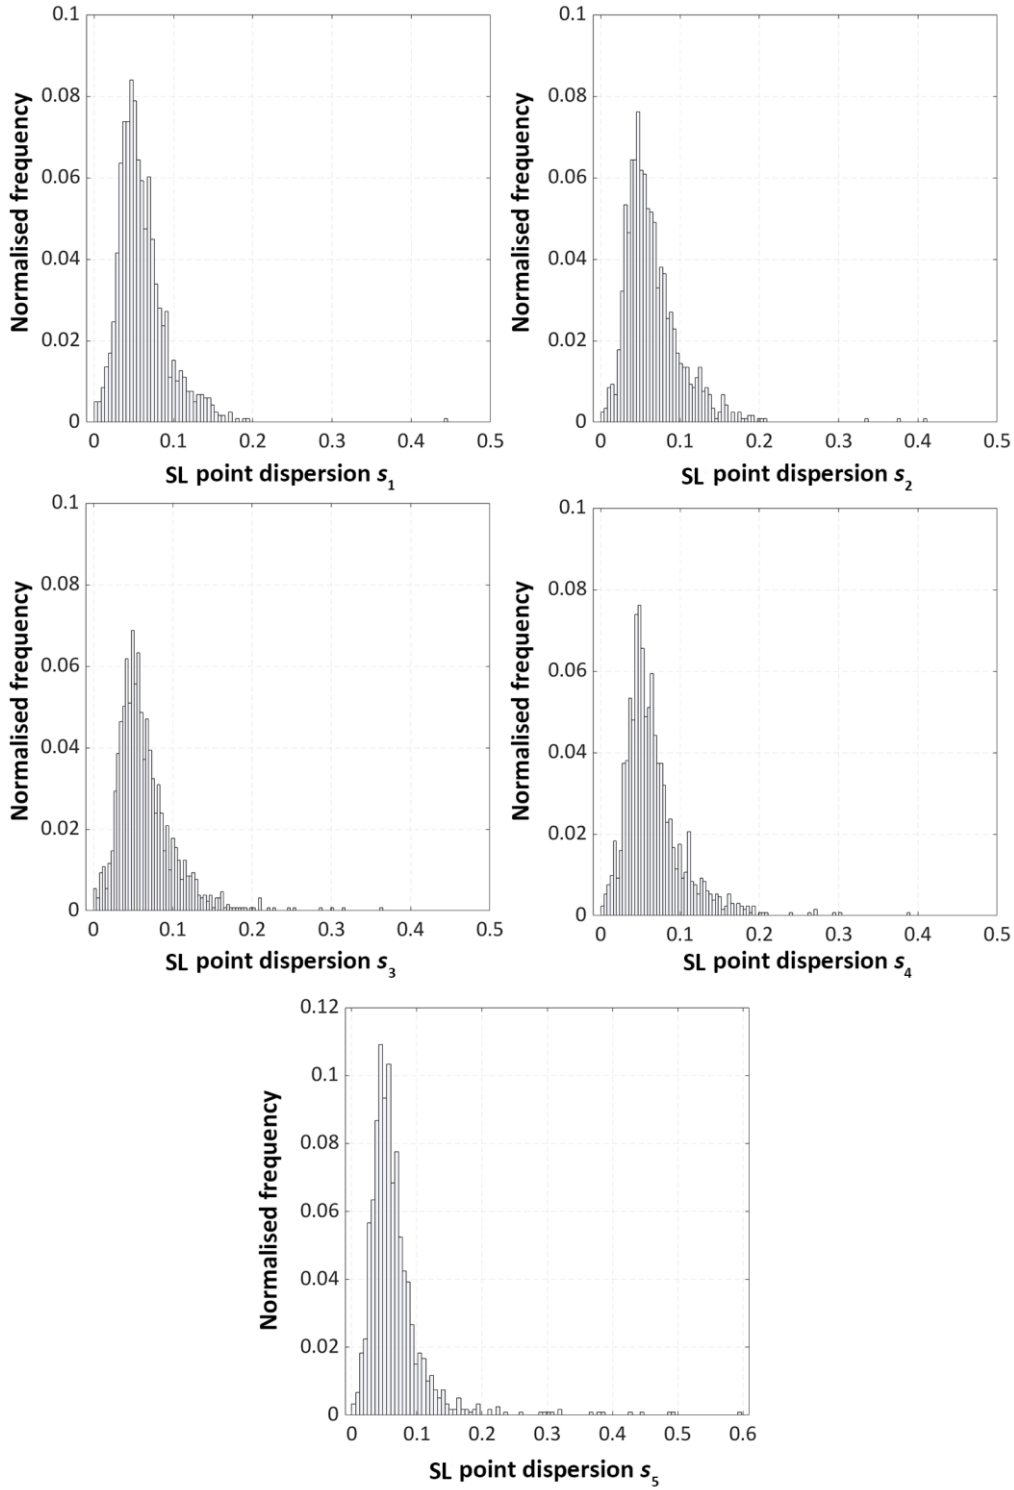 0.1
0.08
0.06
0.04
0.02
0
Normalised frequency
0 0.1 0.2 0.3 0.4 0.5
SL point dispersion s1
0.1
0.08
0.06
0.04
0.02
0
Normalised frequency
0 0.1 0.2 0.3 0.4 0.5
SL point dispersion s2
0.1
0.08
0.06
0.04
0.02
0
Normalised frequency
0 0.1 0.2 0.3 0.4 0.5
SL point dispersion s3
0.1
0.08
0.06
0.04
0.02
0
Normalised frequency
0 0.1 0.2 0.3 0.4 0.5
SL point dispersion s4
0.12
0.1
0.08
0.06
0.04
0.02
0
Normalised frequency
0 0.1 0.2 0.3 0.4 0.5 0.6
SL point dispersion s5